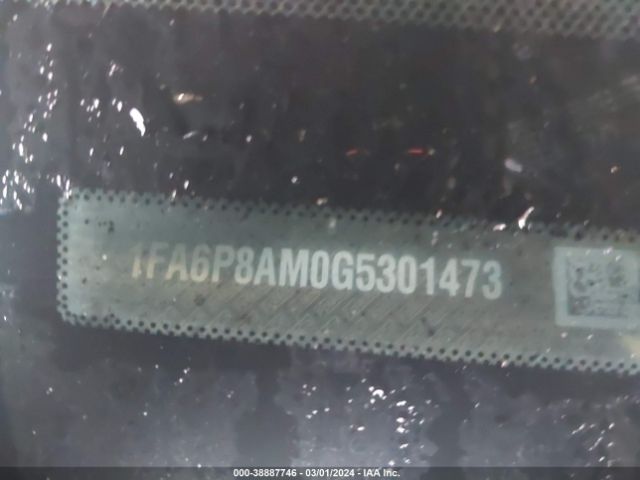 1FA6P8AM0G5301473
000-38887746 - 03/01/2024 - IAA Inc.